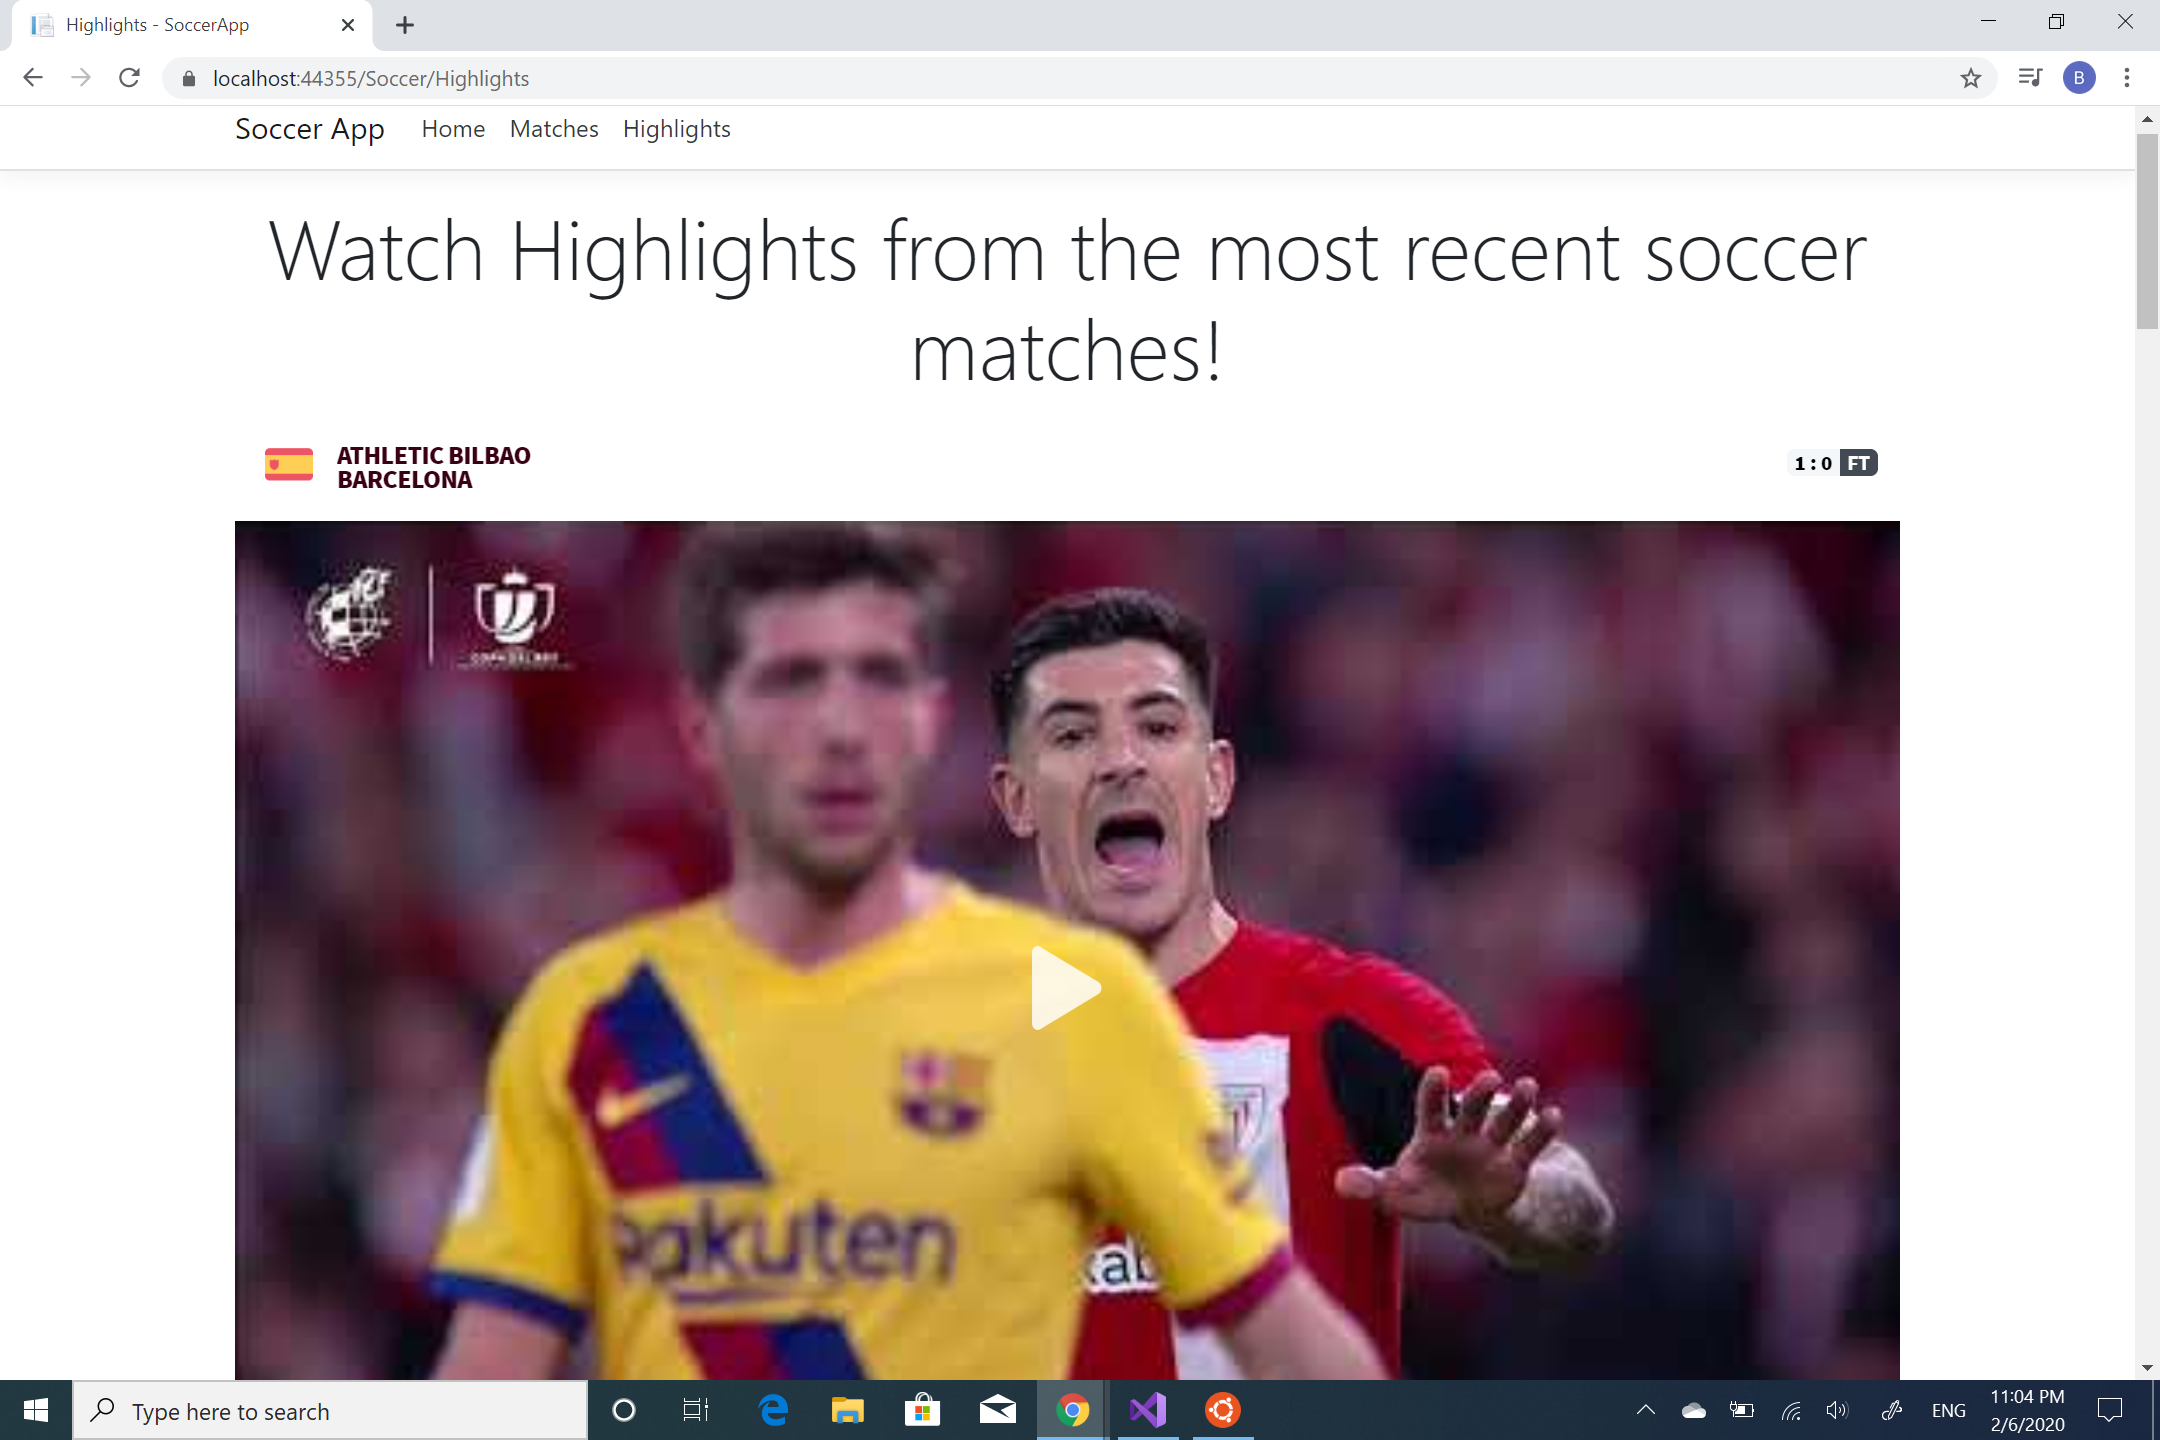 Highlights - SoccerApp
localhost:44355/Soccer/Highlights
B
Soccer App Home Matches Highlights
Watch Highlights from the most recent soccer
matches!
ATHLETIC BILBAO
BARCELONA
1 : 0 FT
Rakuten
Type here to search
ENG
11:04 PM
2/6/2020